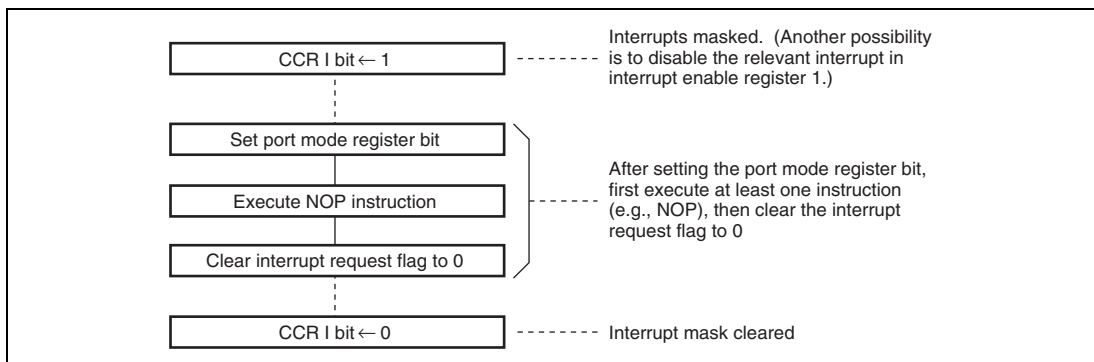 CCR I bit ← 1
Interrupts masked. (Another possibility
is to disable the relevant interrupt in
interrupt enable register 1.)
Set port mode register bit
Execute NOP instruction
Clear interrupt request flag to 0
After setting the port mode register bit,
first execute at least one instruction
(e.g., NOP), then clear the interrupt
request flag to 0
CCR I bit ← 0
Interrupt mask cleared